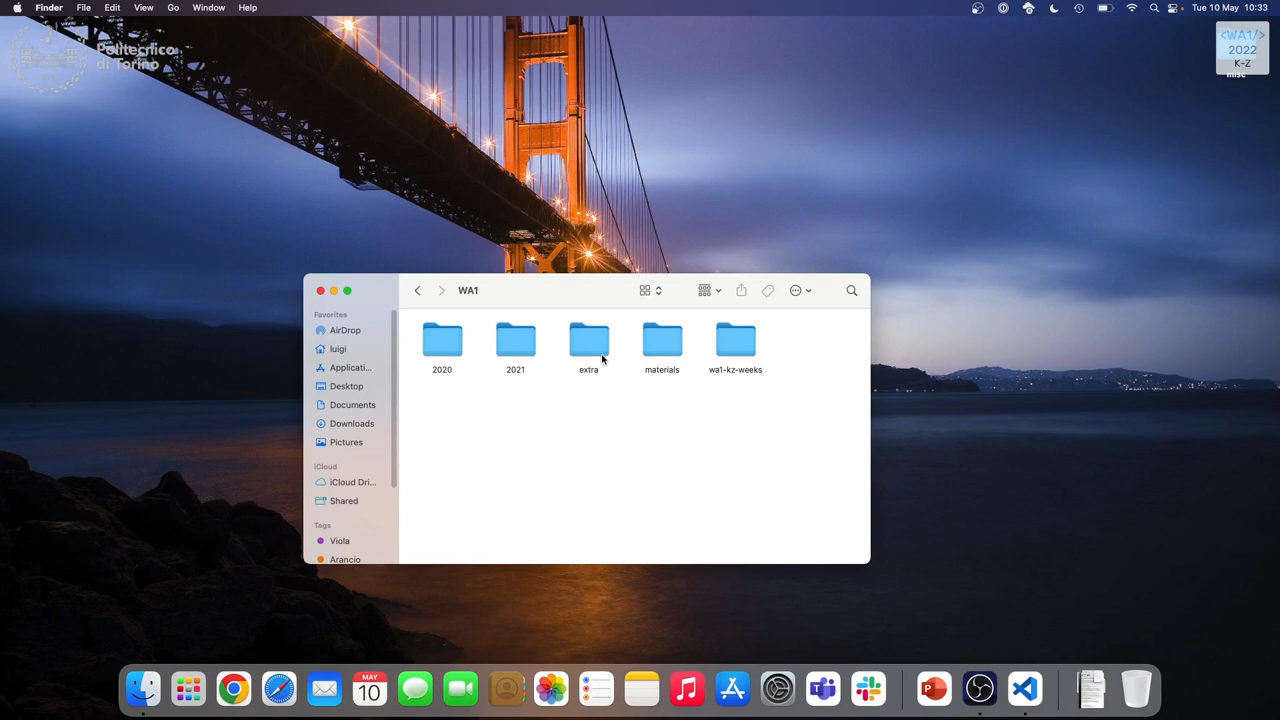 Finder File Edit View Go Window Help Tue 10 May 10:33
Politecnico
di Torino
<WA1/>
2022
K-Z
misc
WA1
Favorites
AirDrop
luigi
Applicati...
Desktop
Documents
Downloads
Pictures
iCloud
iCloud Dri...
Shared
Tags
Viola
Arancio
2020 2021 extra materials wa1-kz-weeks
MAY
10